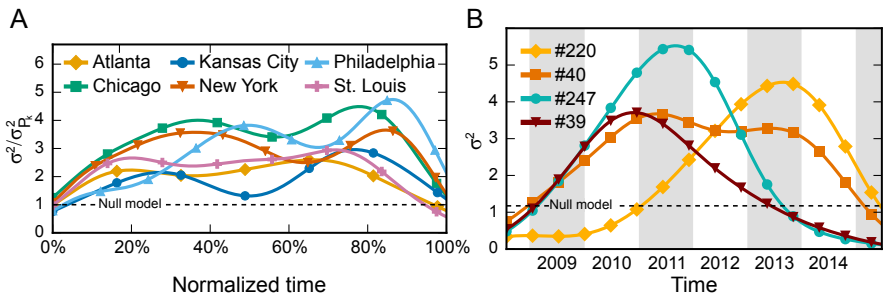 A
σ²/σ²_P_R
6
5
4
3
2
1
0
Atlanta
Kansas City
Philadelphia
Chicago
New York
St. Louis
Null model
0% 20% 40% 60% 80% 100%
Normalized time
B
σ²
5
4
3
2
1
#220
#40
#247
#39
Null model
2009 2010 2011 2012 2013 2014
Time